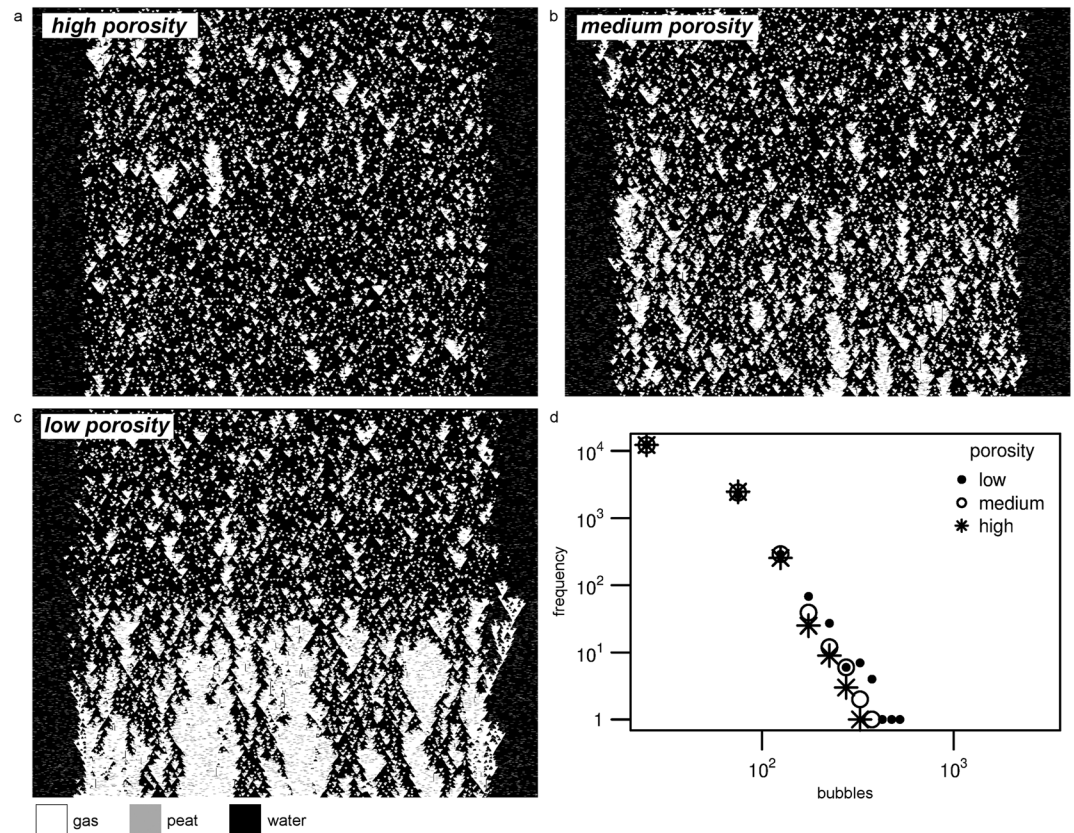 a
high porosity
b
medium porosity
c
low porosity
d
porosity
low
medium
high
10^4
10^3
10^2
10^1
1
frequency
10^2 10^3
bubbles
gas peat water